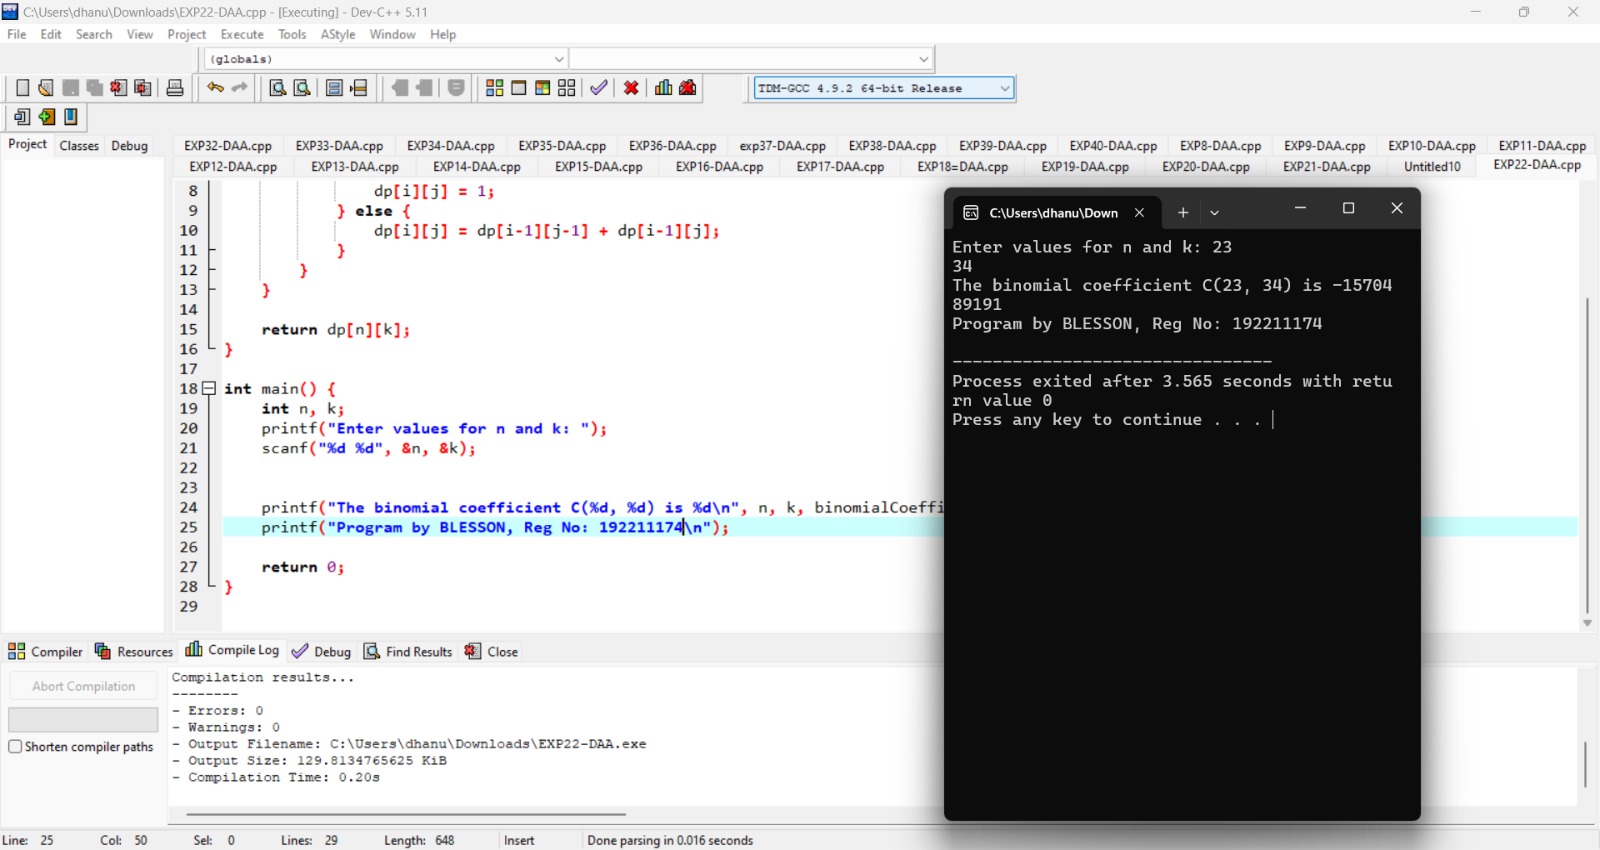 C:\Users\dhanu\Downloads\EXP22-DAA.cpp - [Executing] - Dev-C++ 5.11
File Edit Search View Project Execute Tools AStyle Window Help
(globals)
TDM-GCC 4.9.2 64-bit Release
Project Classes Debug
EXP32-DAA.cpp EXP33-DAA.cpp EXP34-DAA.cpp EXP35-DAA.cpp EXP36-DAA.cpp exp37-DAA.cpp EXP38-DAA.cpp EXP39-DAA.cpp EXP40-DAA.cpp EXP8-DAA.cpp EXP9-DAA.cpp EXP10-DAA.cpp EXP11-DAA.cpp
EXP12-DAA.cpp EXP13-DAA.cpp EXP14-DAA.cpp EXP15-DAA.cpp EXP16-DAA.cpp EXP17-DAA.cpp EXP18=DAA.cpp EXP19-DAA.cpp EXP20-DAA.cpp EXP21-DAA.cpp Untitled10 EXP22-DAA.cpp
8 dp[i][j] = 1;
9 } else {
10 dp[i][j] = dp[i-1][j-1] + dp[i-1][j];
11 }
12 }
13 }
14
15 return dp[n][k];
16 }
17
18 int main() {
19 int n, k;
20 printf("Enter values for n and k: ");
21 scanf("%d %d", &n, &k);
22
23
24 printf("The binomial coefficient C(%d, %d) is %d\n", n, k, binomialCoeffi
25 printf("Program by BLESSON, Reg No: 192211174\n");
26
27 return 0;
28 }
29
C:\Users\dhanu\Down
Enter values for n and k: 23
34
The binomial coefficient C(23, 34) is -15704
89191
Program by BLESSON, Reg No: 192211174
--------------------------------
Process exited after 3.565 seconds with retu
rn value 0
Press any key to continue . . .
Compiler Resources Compile Log Debug Find Results Close
Abort Compilation
Shorten compiler paths
Compilation results...
--------
- Errors: 0
- Warnings: 0
- Output Filename: C:\Users\dhanu\Downloads\EXP22-DAA.exe
- Output Size: 129.8134765625 KiB
- Compilation Time: 0.20s
Line: 25 Col: 50 Sel: 0 Lines: 29 Length: 648 Insert Done parsing in 0.016 seconds